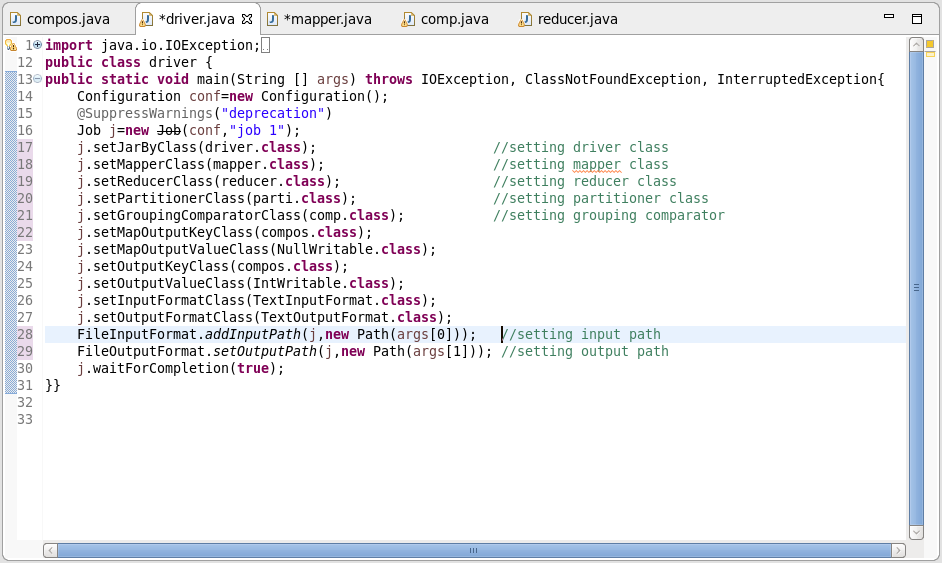 compos.java *driver.java *mapper.java comp.java reducer.java
1 import java.io.IOException;
12 public class driver {
13 public static void main(String [] args) throws IOException, ClassNotFoundException, InterruptedException{
14 Configuration conf=new Configuration();
15 @SuppressWarnings("deprecation")
16 Job j=new Job(conf,"job 1");
17 j.setJarByClass(driver.class); //setting driver class
18 j.setMapperClass(mapper.class); //setting mapper class
19 j.setReducerClass(reducer.class); //setting reducer class
20 j.setPartitionerClass(parti.class); //setting partitioner class
21 j.setGroupingComparatorClass(comp.class); //setting grouping comparator
22 j.setMapOutputKeyClass(compos.class);
23 j.setMapOutputValueClass(NullWritable.class);
24 j.setOutputKeyClass(compos.class);
25 j.setOutputValueClass(IntWritable.class);
26 j.setInputFormatClass(TextInputFormat.class);
27 j.setOutputFormatClass(TextOutputFormat.class);
28 FileInputFormat.addInputPath(j,new Path(args[0])); //setting input path
29 FileOutputFormat.setOutputPath(j,new Path(args[1])); //setting output path
30 j.waitForCompletion(true);
31 }}
32
33